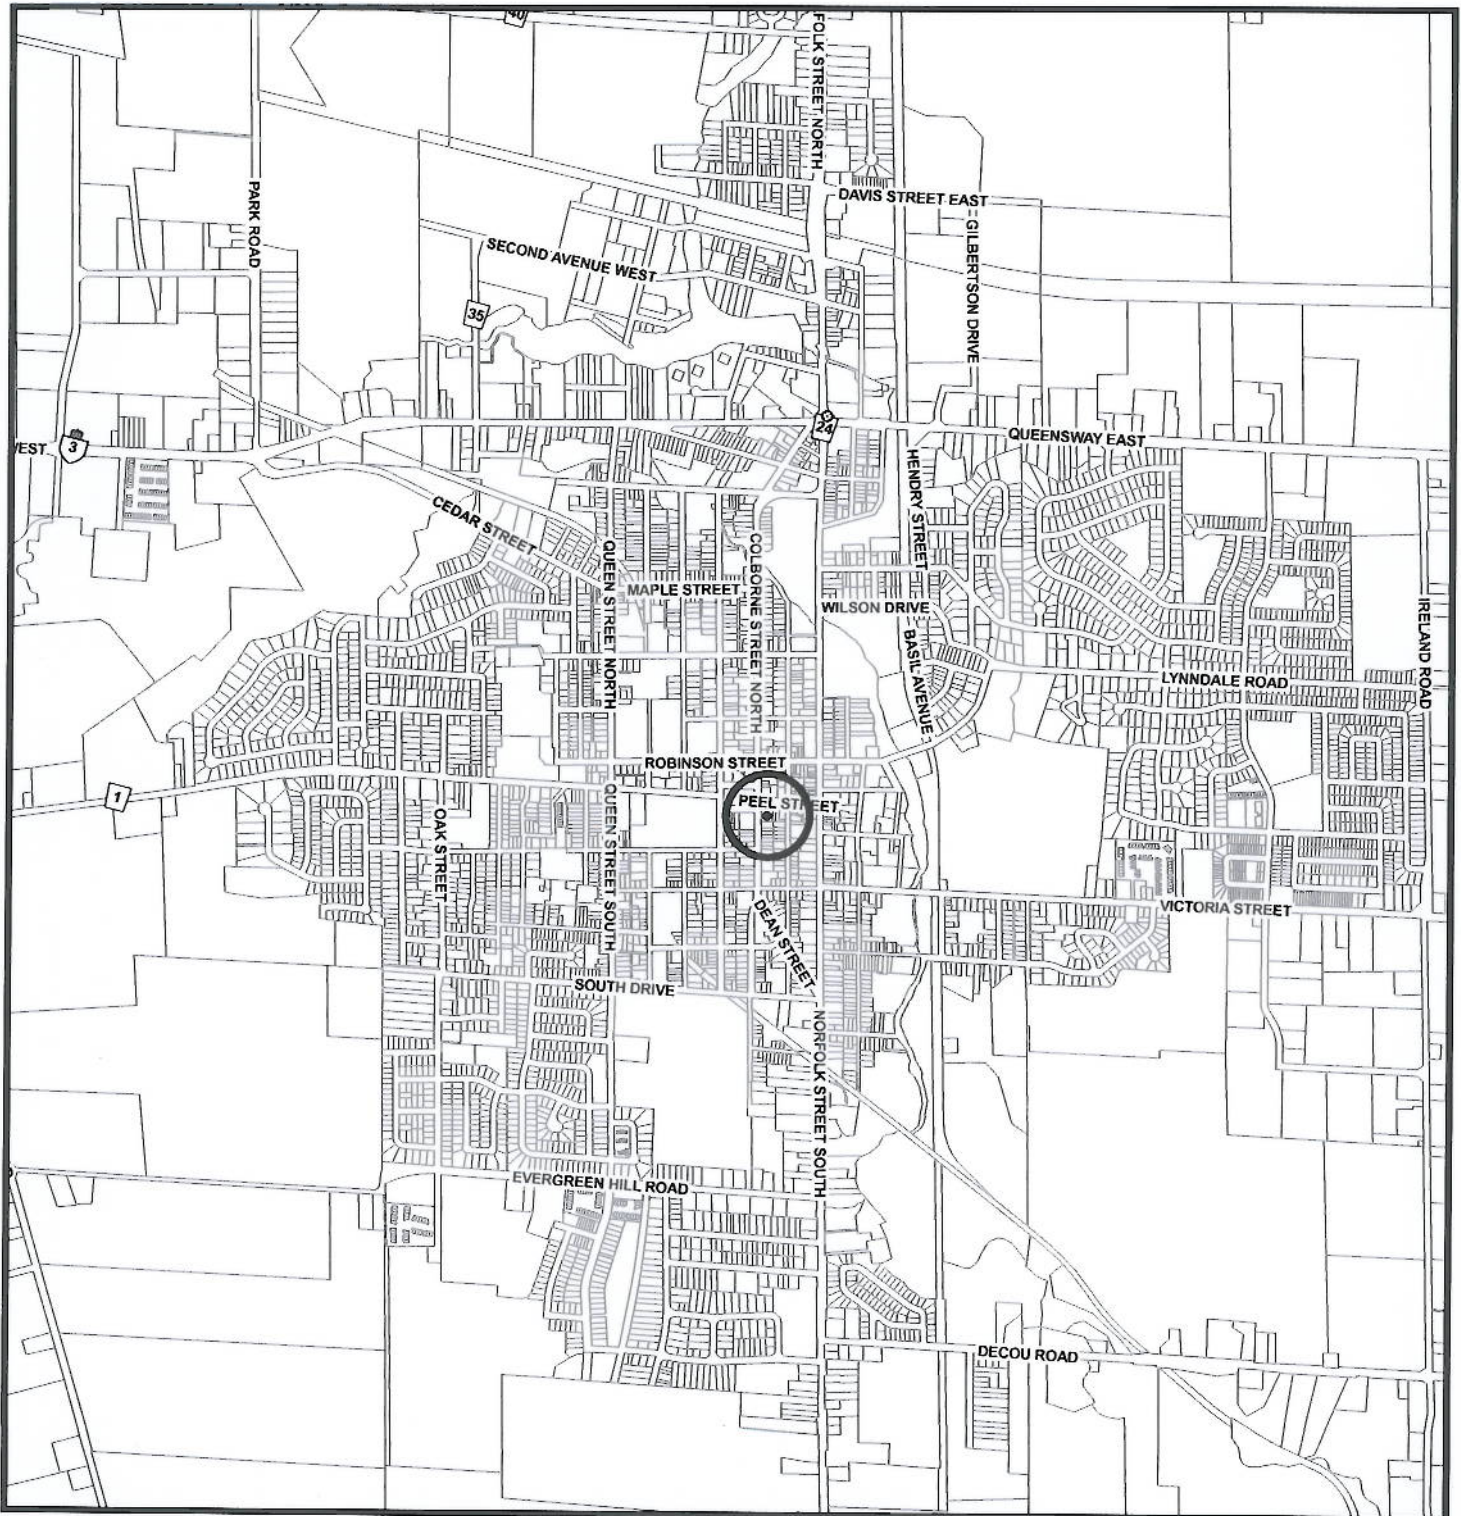 40
FOLK STREET NORTH
PARK ROAD
DAVIS STREET EAST
GILBERTSON DRIVE
SECOND AVENUE WEST
35
24
QUEENSWAY EAST
3
EST
HENDRY STREET
CEDAR STREET
QUEEN STREET NORTH
COLBORNE STREET NORTH
MAPLE STREET
WILSON DRIVE
BASIL AVENUE
IRELAND ROAD
LYNNDALE ROAD
ROBINSON STREET
1
PEEL STREET
OAK STREET
QUEEN STREET SOUTH
VICTORIA STREET
DEAN STREET
SOUTH DRIVE
NORFOLK STREET SOUTH
EVERGREEN HILL ROAD
DECOU ROAD